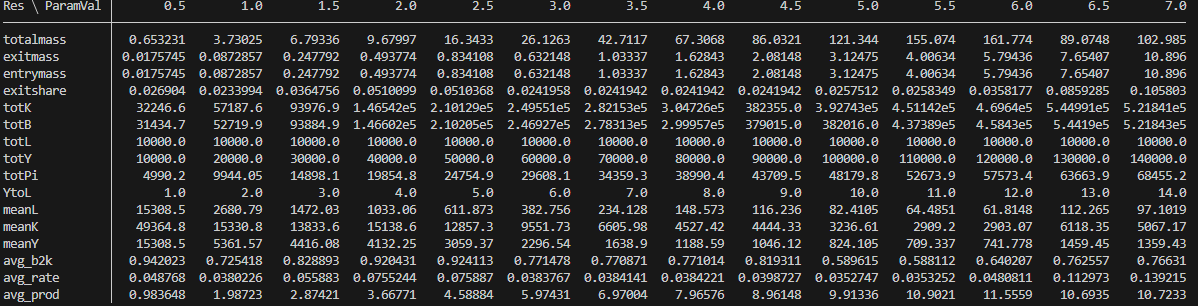 Res \ ParamVal 0.5 1.0 1.5 2.0 2.5 3.0 3.5 4.0 4.5 5.0 5.5 6.0 6.5 7.0
totalmass 0.653231 3.73025 6.79336 9.67997 16.3433 26.1263 42.7117 67.3068 86.0321 121.344 155.074 161.774 89.0748 102.985
exitmass 0.0175745 0.0872857 0.247792 0.493774 0.834108 0.632148 1.03337 1.62843 2.08148 3.12475 4.00634 5.79436 7.65407 10.896
entrymass 0.0175745 0.0872857 0.247792 0.493774 0.834108 0.632148 1.03337 1.62843 2.08148 3.12475 4.00634 5.79436 7.65407 10.896
exitshare 0.026904 0.0233994 0.0364756 0.0510099 0.0510368 0.0241958 0.0241942 0.0241942 0.0241942 0.0257512 0.0258349 0.0358177 0.0859285 0.105803
totK 32246.6 57187.6 93976.9 1.46542e5 2.10129e5 2.49551e5 2.82153e5 3.04726e5 382355.0 3.92743e5 4.51142e5 4.6964e5 5.44991e5 5.21841e5
totB 31434.7 52719.9 93884.9 1.46602e5 2.10205e5 2.46927e5 2.78313e5 2.99957e5 379015.0 382016.0 4.37389e5 4.5843e5 5.4419e5 5.21843e5
totL 10000.0 10000.0 10000.0 10000.0 10000.0 10000.0 10000.0 10000.0 10000.0 10000.0 10000.0 10000.0 10000.0 10000.0
totY 10000.0 20000.0 30000.0 40000.0 50000.0 60000.0 70000.0 80000.0 90000.0 100000.0 110000.0 120000.0 130000.0 140000.0
totPi 4990.2 9944.05 14898.1 19854.8 24754.9 29608.1 34359.3 38990.4 43709.5 48179.8 52673.9 57573.4 63663.9 68455.2
YtoL 1.0 2.0 3.0 4.0 5.0 6.0 7.0 8.0 9.0 10.0 11.0 12.0 13.0 14.0
meanL 15308.5 2680.79 1472.03 1033.06 611.873 382.756 234.128 148.573 116.236 82.4105 64.4851 61.8148 112.265 97.1019
meanK 49364.8 15330.8 13833.6 15138.6 12857.3 9551.73 6605.98 4527.42 4444.33 3236.61 2909.2 2903.07 6118.35 5067.17
meanY 15308.5 5361.57 4416.08 4132.25 3059.37 2296.54 1638.9 1188.59 1046.12 824.105 709.337 741.778 1459.45 1359.43
avg_b2k 0.942023 0.725418 0.828893 0.920431 0.924113 0.771478 0.770871 0.771014 0.819311 0.589615 0.588112 0.640207 0.762557 0.76631
avg_rate 0.048768 0.0380226 0.055883 0.0755244 0.075887 0.0383767 0.0384141 0.0384221 0.0398727 0.0352747 0.0353252 0.0480811 0.112973 0.139215
avg_prod 0.983648 1.98723 2.87421 3.66771 4.58884 5.97431 6.97004 7.96576 8.96148 9.91336 10.9021 11.5559 10.6935 10.7233